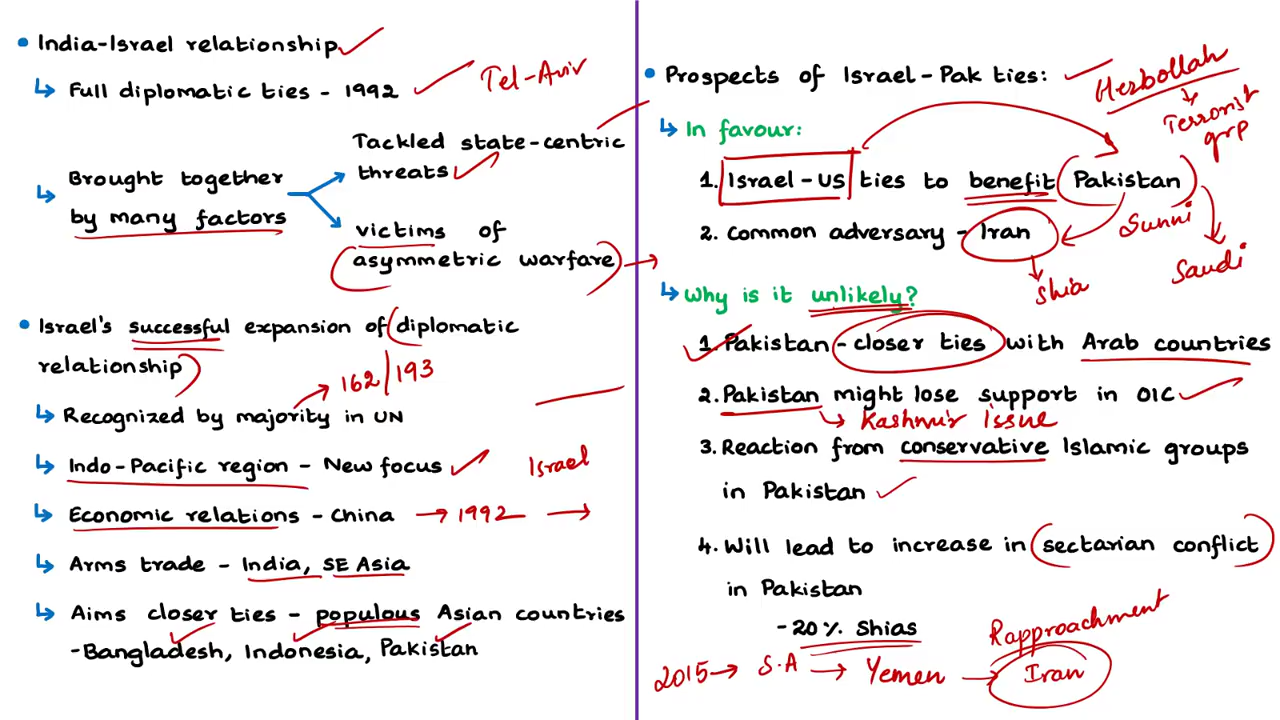 • India-Israel relationship
↳ Full diplomatic ties - 1992
Tel-Aviv
↳ Brought together
by many factors
Tackled state-centric
threats
victims of
asymmetric warfare
• Israel's successful expansion of diplomatic
relationship
162/193
↳ Recognized by majority in UN
↳ Indo-Pacific region - New focus
Israel
↳ Economic relations - China → 1992 →
↳ Arms trade - India, SE Asia
↳ Aims closer ties - populous Asian countries
- Bangladesh, Indonesia, Pakistan
• Prospects of Israel-Pak ties:
Hezbollah
Terrorist
grp
↳ In favour:
1. Israel-US ties to benefit Pakistan
Sunni
2. Common adversary - Iran
Saudi
Shia
↳ Why is it unlikely?
1. Pakistan - closer ties with Arab countries
2. Pakistan might lose support in OIC
Kashmir Issue
3. Reaction from conservative Islamic groups
in Pakistan
4. Will lead to increase in sectarian conflict
in Pakistan
- 20% Shias
Rapproachment
2015 → S.A → Yemen → Iran